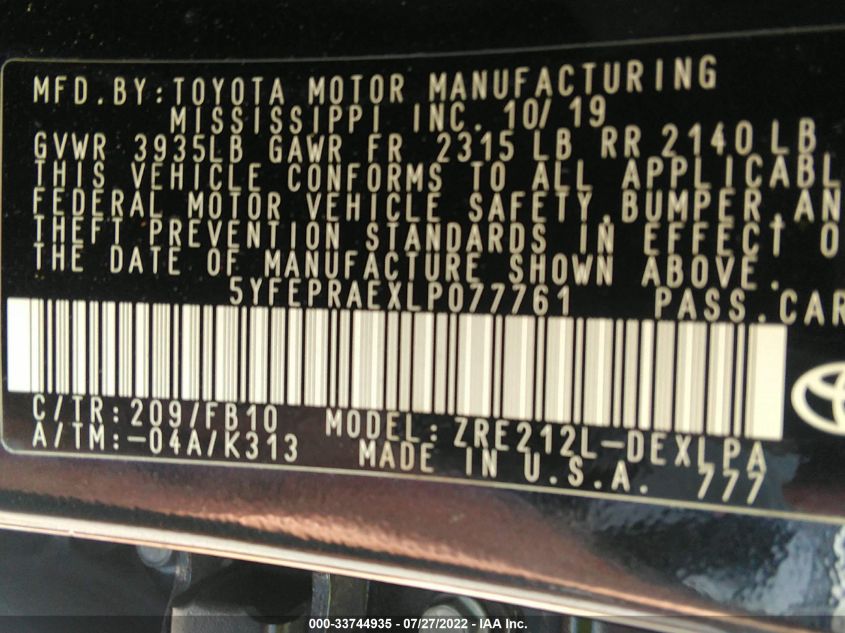 MFD.BY:TOYOTA MOTOR MANUFACTURING
MISSISSIPPI INC. 10/19
GVWR 3935LB GAWR FR 2315 LB RR 2140 LB
THIS VEHICLE CONFORMS TO ALL APPLICABL
FEDERAL MOTOR VEHICLE SAFETY,BUMPER,AN
THEFT PREVENTION STANDARDS IN EFFECT O
THE DATE OF MANUFACTURE SHOWN ABOVE.
5YFEPRAEXLP077761 PASS.CAR
C/TR:209/FB10 MODEL:ZRE212L-DEXLPA
A/TM:-04A/K313 MADE IN U.S.A. 777
000-33744935 / 07/27/2022 - IAA Inc.